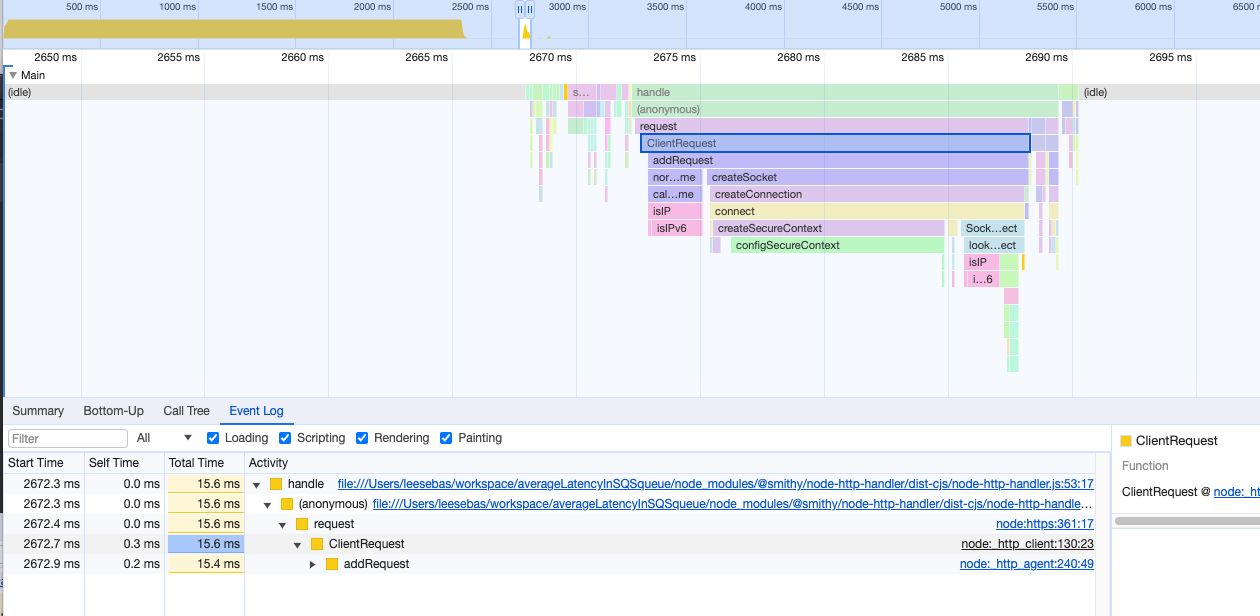 500 ms 1000 ms 1500 ms 2000 ms 2500 ms 3000 ms 3500 ms 4000 ms 4500 ms 5000 ms 5500 ms 6000 ms 6500
2650 ms 2655 ms 2660 ms 2665 ms 2670 ms 2675 ms 2680 ms 2685 ms 2690 ms 2695 ms
▼ Main
(idle) s... handle (idle)
(anonymous)
request
ClientRequest
addRequest
nor...me createSocket
cal...me createConnection
isIP connect
isIPv6 createSecureContext Sock...ect
configSecureContext look...ect
isIP
i...6
Summary Bottom-Up Call Tree Event Log
Filter All ▼ Loading Scripting Rendering Painting
Start Time Self Time Total Time Activity
2672.3 ms 0.0 ms 15.6 ms ▼ handle file:///Users/leesebas/workspace/averageLatencyInSQSqueue/node_modules/@smithy/node-http-handler/dist-cjs/node-http-handler.js:53:17
2672.3 ms 0.0 ms 15.6 ms ▼ (anonymous) file:///Users/leesebas/workspace/averageLatencyInSQSqueue/node_modules/@smithy/node-http-handler/dist-cjs/node-http-handle...
2672.4 ms 0.0 ms 15.6 ms ▼ request node:https:361:17
2672.7 ms 0.3 ms 15.6 ms ▼ ClientRequest node:_http_client:130:23
2672.9 ms 0.2 ms 15.4 ms ▶ addRequest node:_http_agent:240:49
ClientRequest
Function
ClientRequest @ node:_ht